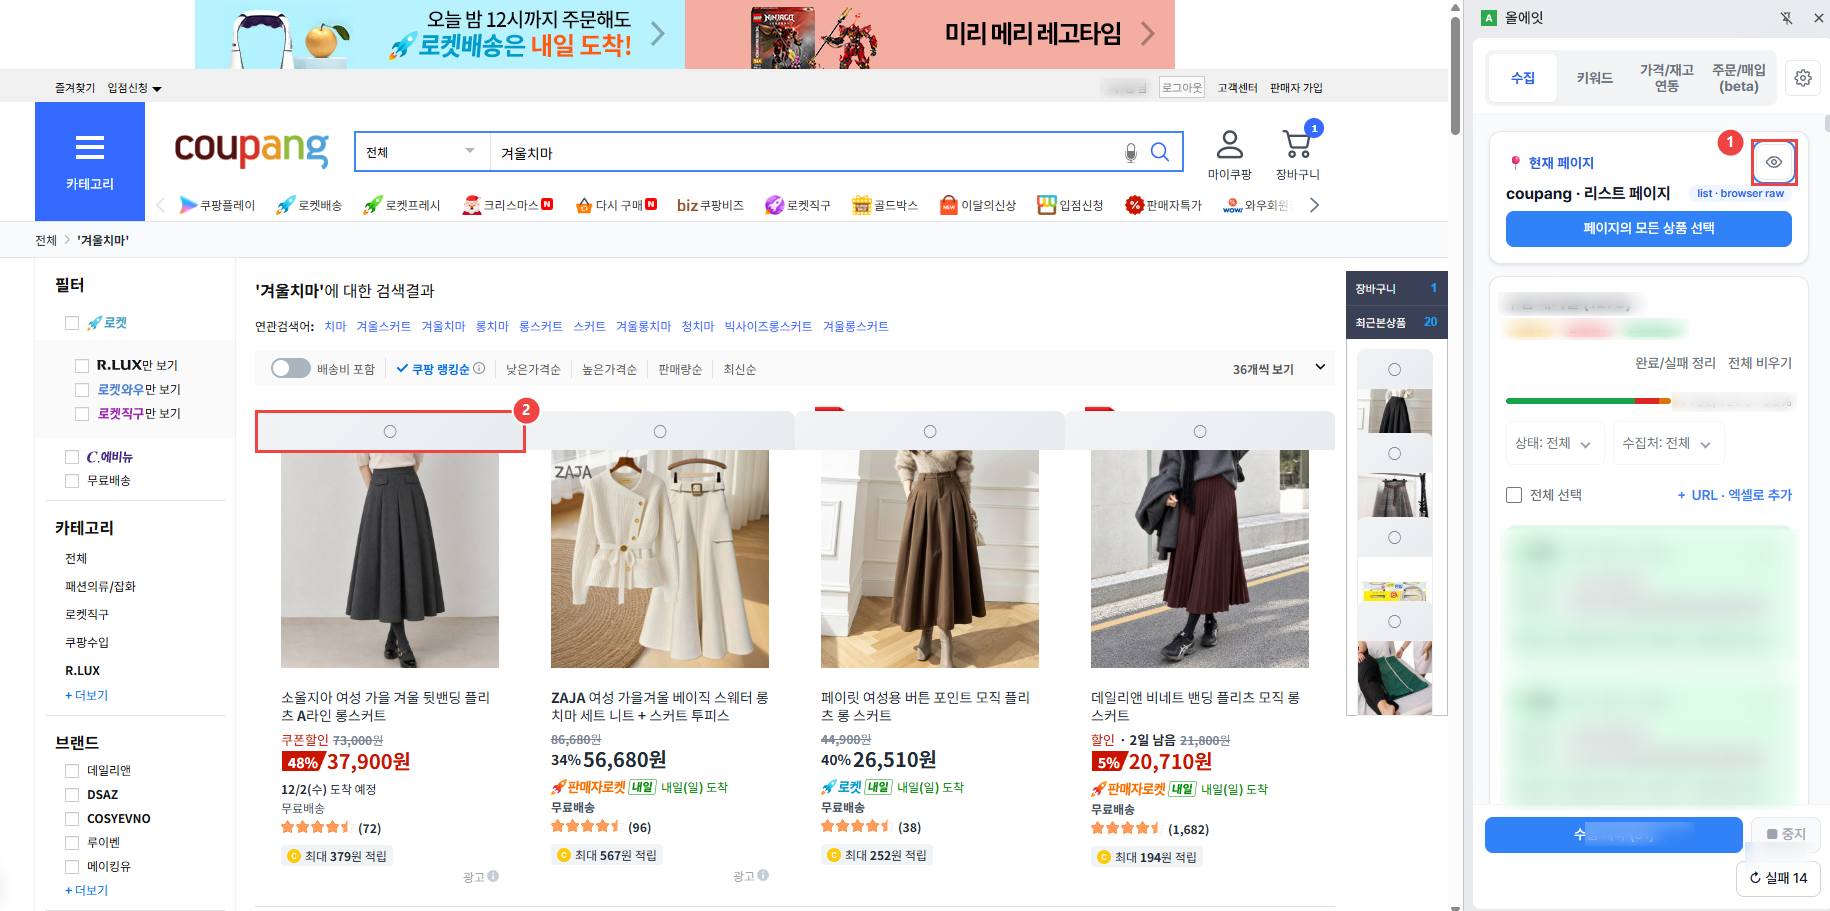 오늘 밤 12시까지 주문해도
로켓배송은 내일 도착!
미리 메리 레고타임
즐겨찾기 입점신청
로그아웃 고객센터 판매자 가입
카테고리
coupang
전체
겨울치마
마이쿠팡
1
장바구니
쿠팡플레이 로켓배송 로켓프레시 크리스마스 N 다시 구매 N biz 쿠팡비즈 로켓직구 골드박스 이달의신상 입점신청 판매자특가 WOW! 와우회원
전체 > '겨울치마'
필터
로켓
R.LUX만 보기
로켓와우만 보기
로켓직구만 보기
C.에비뉴
무료배송
카테고리
전체
패션의류/잡화
로켓직구
쿠팡수입
R.LUX
+ 더보기
브랜드
데일리앤
DSAZ
COSYEVNO
루이벤
메이킹유
+ 더보기
'겨울치마'에 대한 검색결과
연관검색어: 치마 겨울스커트 겨울치마 롱치마 롱스커트 스커트 겨울롱치마 청치마 빅사이즈롱스커트 겨울롱스커트
배송비 포함 쿠팡 랭킹순 낮은가격순 높은가격순 판매량순 최신순
36개씩 보기
2
소울지아 여성 가을 겨울 뒷밴딩 플리
츠 A라인 롱스커트
쿠폰할인 73,000원
48% 37,900원
12/2(수) 도착 예정
무료배송
(72)
최대 379원 적립
광고
ZAJA
ZAJA 여성 가을겨울 베이직 스웨터 롱
치마 세트 니트 + 스커트 투피스
86,680원
34% 56,680원
판매자로켓 내일 내일(일) 도착
무료배송
(96)
최대 567원 적립
광고
페이릿 여성용 버튼 포인트 모직 플리
츠 롱 스커트
44,900원
40% 26,510원
로켓 내일 내일(일) 도착
무료배송
(38)
최대 252원 적립
데일리앤 비네트 밴딩 플리츠 모직 롱
스커트
할인 · 2일 남음 21,800원
5% 20,710원
판매자로켓 내일 내일(일) 도착
무료배송
(1,682)
최대 194원 적립
장바구니 1
최근본상품 20
A 올에잇
수집
키워드
가격/재고
연동
주문/매입
(beta)
1
현재 페이지
coupang · 리스트 페이지
list · browser raw
페이지의 모든 상품 선택
완료/실패 정리 전체 비우기
상태: 전체
수집처: 전체
전체 선택
+ URL · 엑셀로 추가
중지
실패 14